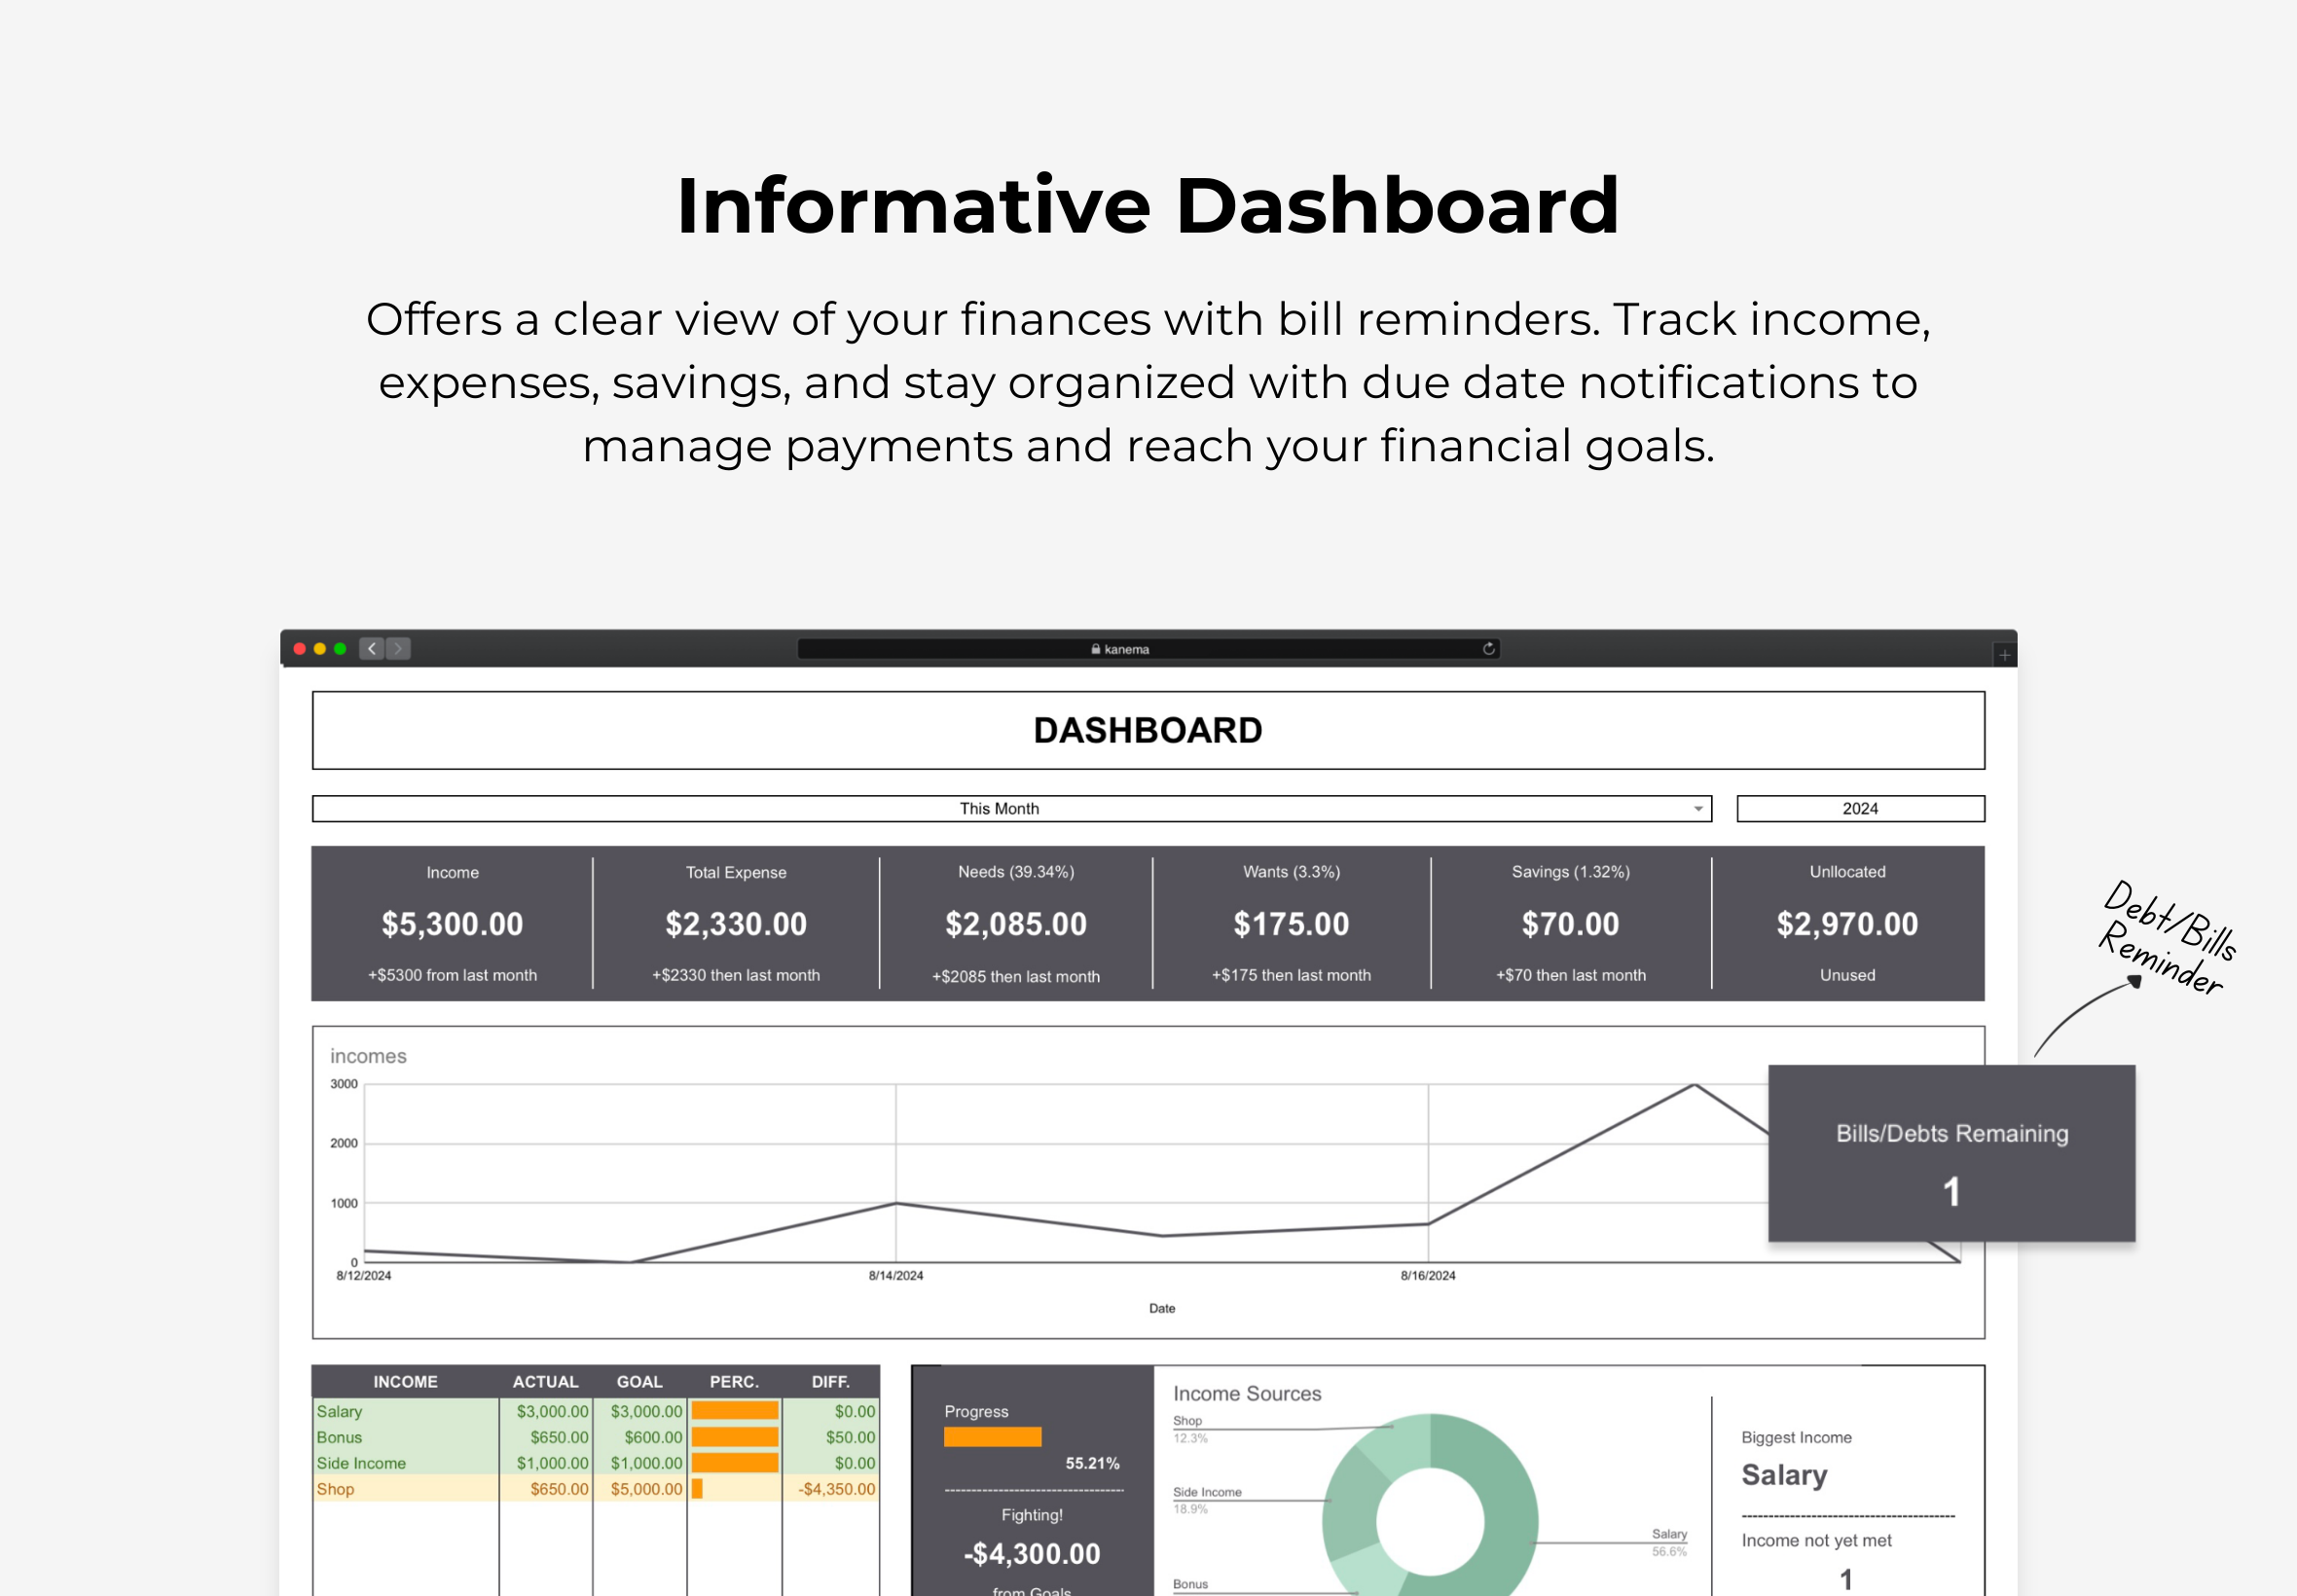 Informative Dashboard
Offers a clear view of your finances with bill reminders. Track income,
expenses, savings, and stay organized with due date notifications to
manage payments and reach your financial goals.
kanema
DASHBOARD
This Month
2024
Income
$5,300.00
+$5300 from last month
Total Expense
$2,330.00
+$2330 then last month
Needs (39.34%)
$2,085.00
+$2085 then last month
Wants (3.3%)
$175.00
+$175 then last month
Savings (1.32%)
$70.00
+$70 then last month
Unllocated
$2,970.00
Unused
Debt/Bills
Reminder
Bills/Debts Remaining
1
incomes
3000
2000
1000
0
8/12/2024 8/14/2024 8/16/2024
Date
INCOME ACTUAL GOAL PERC. DIFF.
Salary $3,000.00 $3,000.00 $0.00
Bonus $650.00 $600.00 $50.00
Side Income $1,000.00 $1,000.00 $0.00
Shop $650.00 $5,000.00 -$4,350.00
Progress
55.21%
Fighting!
-$4,300.00
from Goals
Income Sources
Shop
12.3%
Side Income
18.9%
Bonus
Salary
56.6%
Biggest Income
Salary
Income not yet met
1